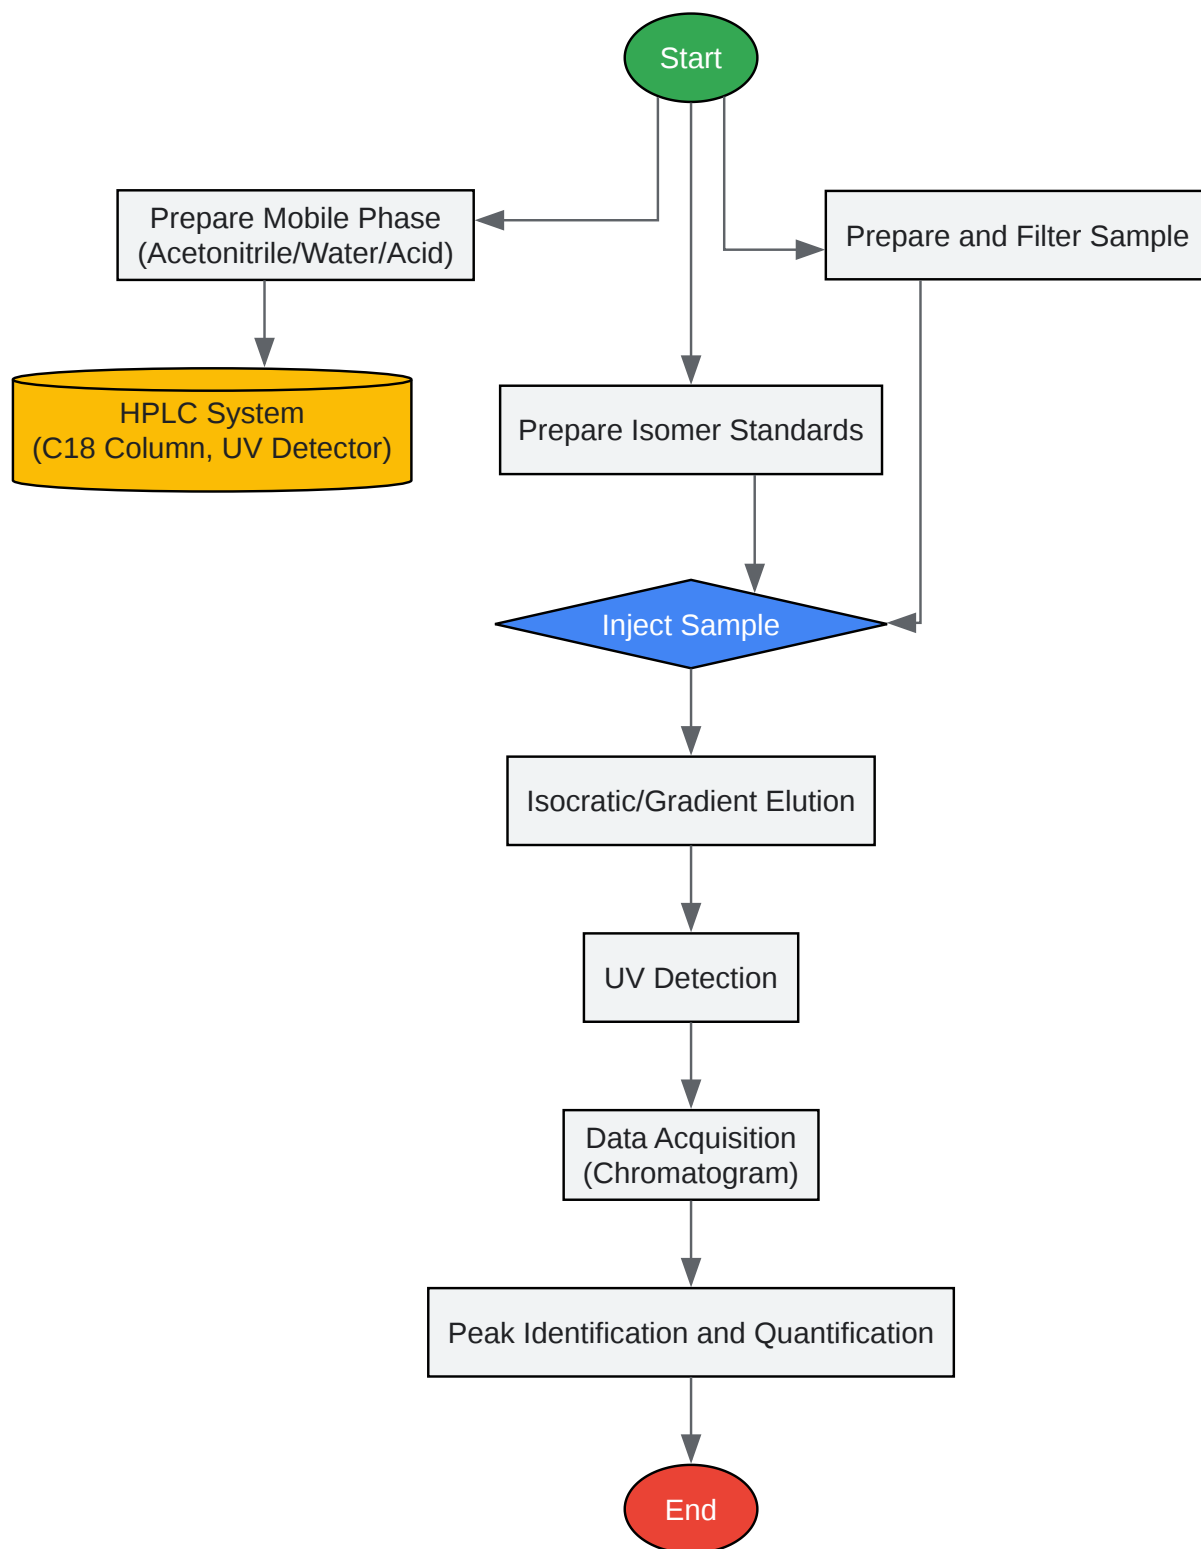 Start
Prepare Mobile Phase
(Acetonitrile/Water/Acid)
Prepare and Filter Sample
HPLC System
(C18 Column, UV Detector)
Prepare Isomer Standards
Inject Sample
Isocratic/Gradient Elution
UV Detection
Data Acquisition
(Chromatogram)
Peak Identification and Quantification
End